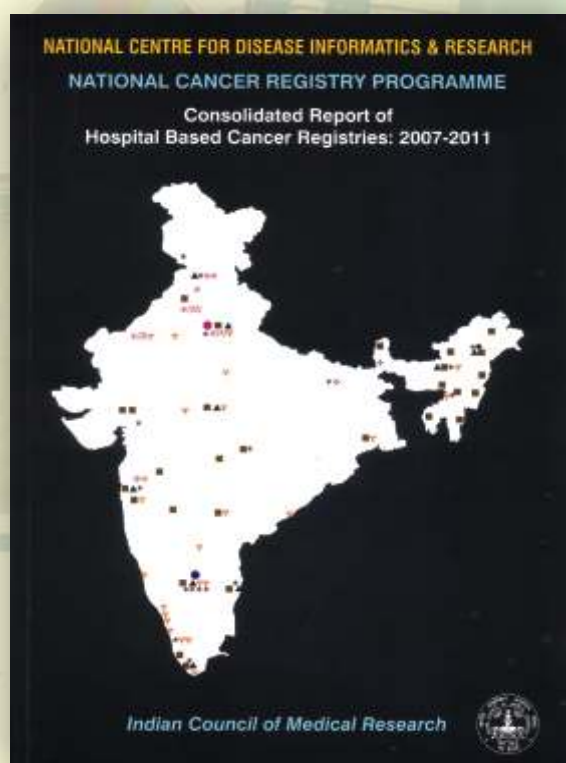 NATIONAL CENTRE FOR DISEASE INFORMATICS & RESEARCH
NATIONAL CANCER REGISTRY PROGRAMME
Consolidated Report of
Hospital Based Cancer Registries: 2007-2011
Indian Council of Medical Research